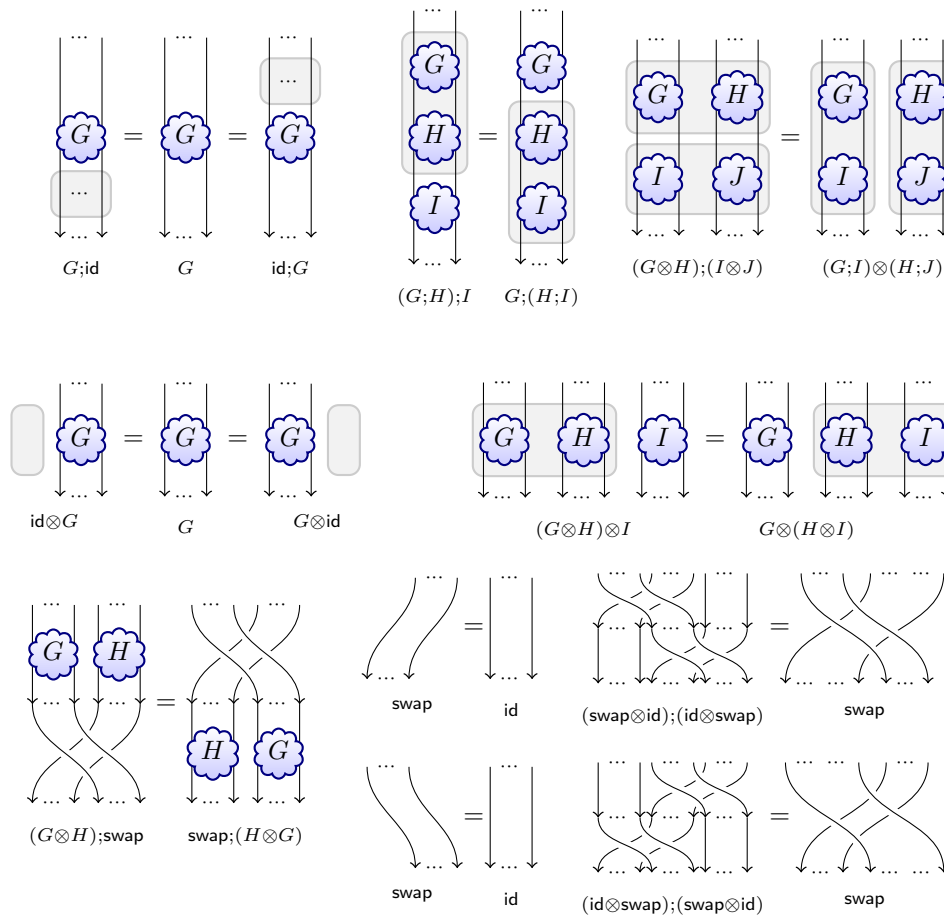 ... ... ... ... ... ... ... ... ...
... G G H G H
G = G = G H = H =
... I J I J
I I
... ... ... ... ... ... ...
G;id G id;G (G⊗H);(I⊗J) (G;I)⊗(H;J)
... ...
(G;H);I G;(H;I)
... ... ... ... ... ... ... ... ...
G = G = G G H I = G H I
... ... ... ... ... ... ... ... ...
id⊗G G G⊗id (G⊗H)⊗I G⊗(H⊗I)
... ... ... ... ... ... ... ... ... ... ...
G H = = =
... ... ... ... ... ... ...
= swap id (swap⊗id);(id⊗swap) swap
H G ... ... ... ... ... ... ...
... ... ... ... = ... ... ... =
(G⊗H);swap swap;(H⊗G) ... ... ... ... ... ...
swap id (id⊗swap);(swap⊗id) swap